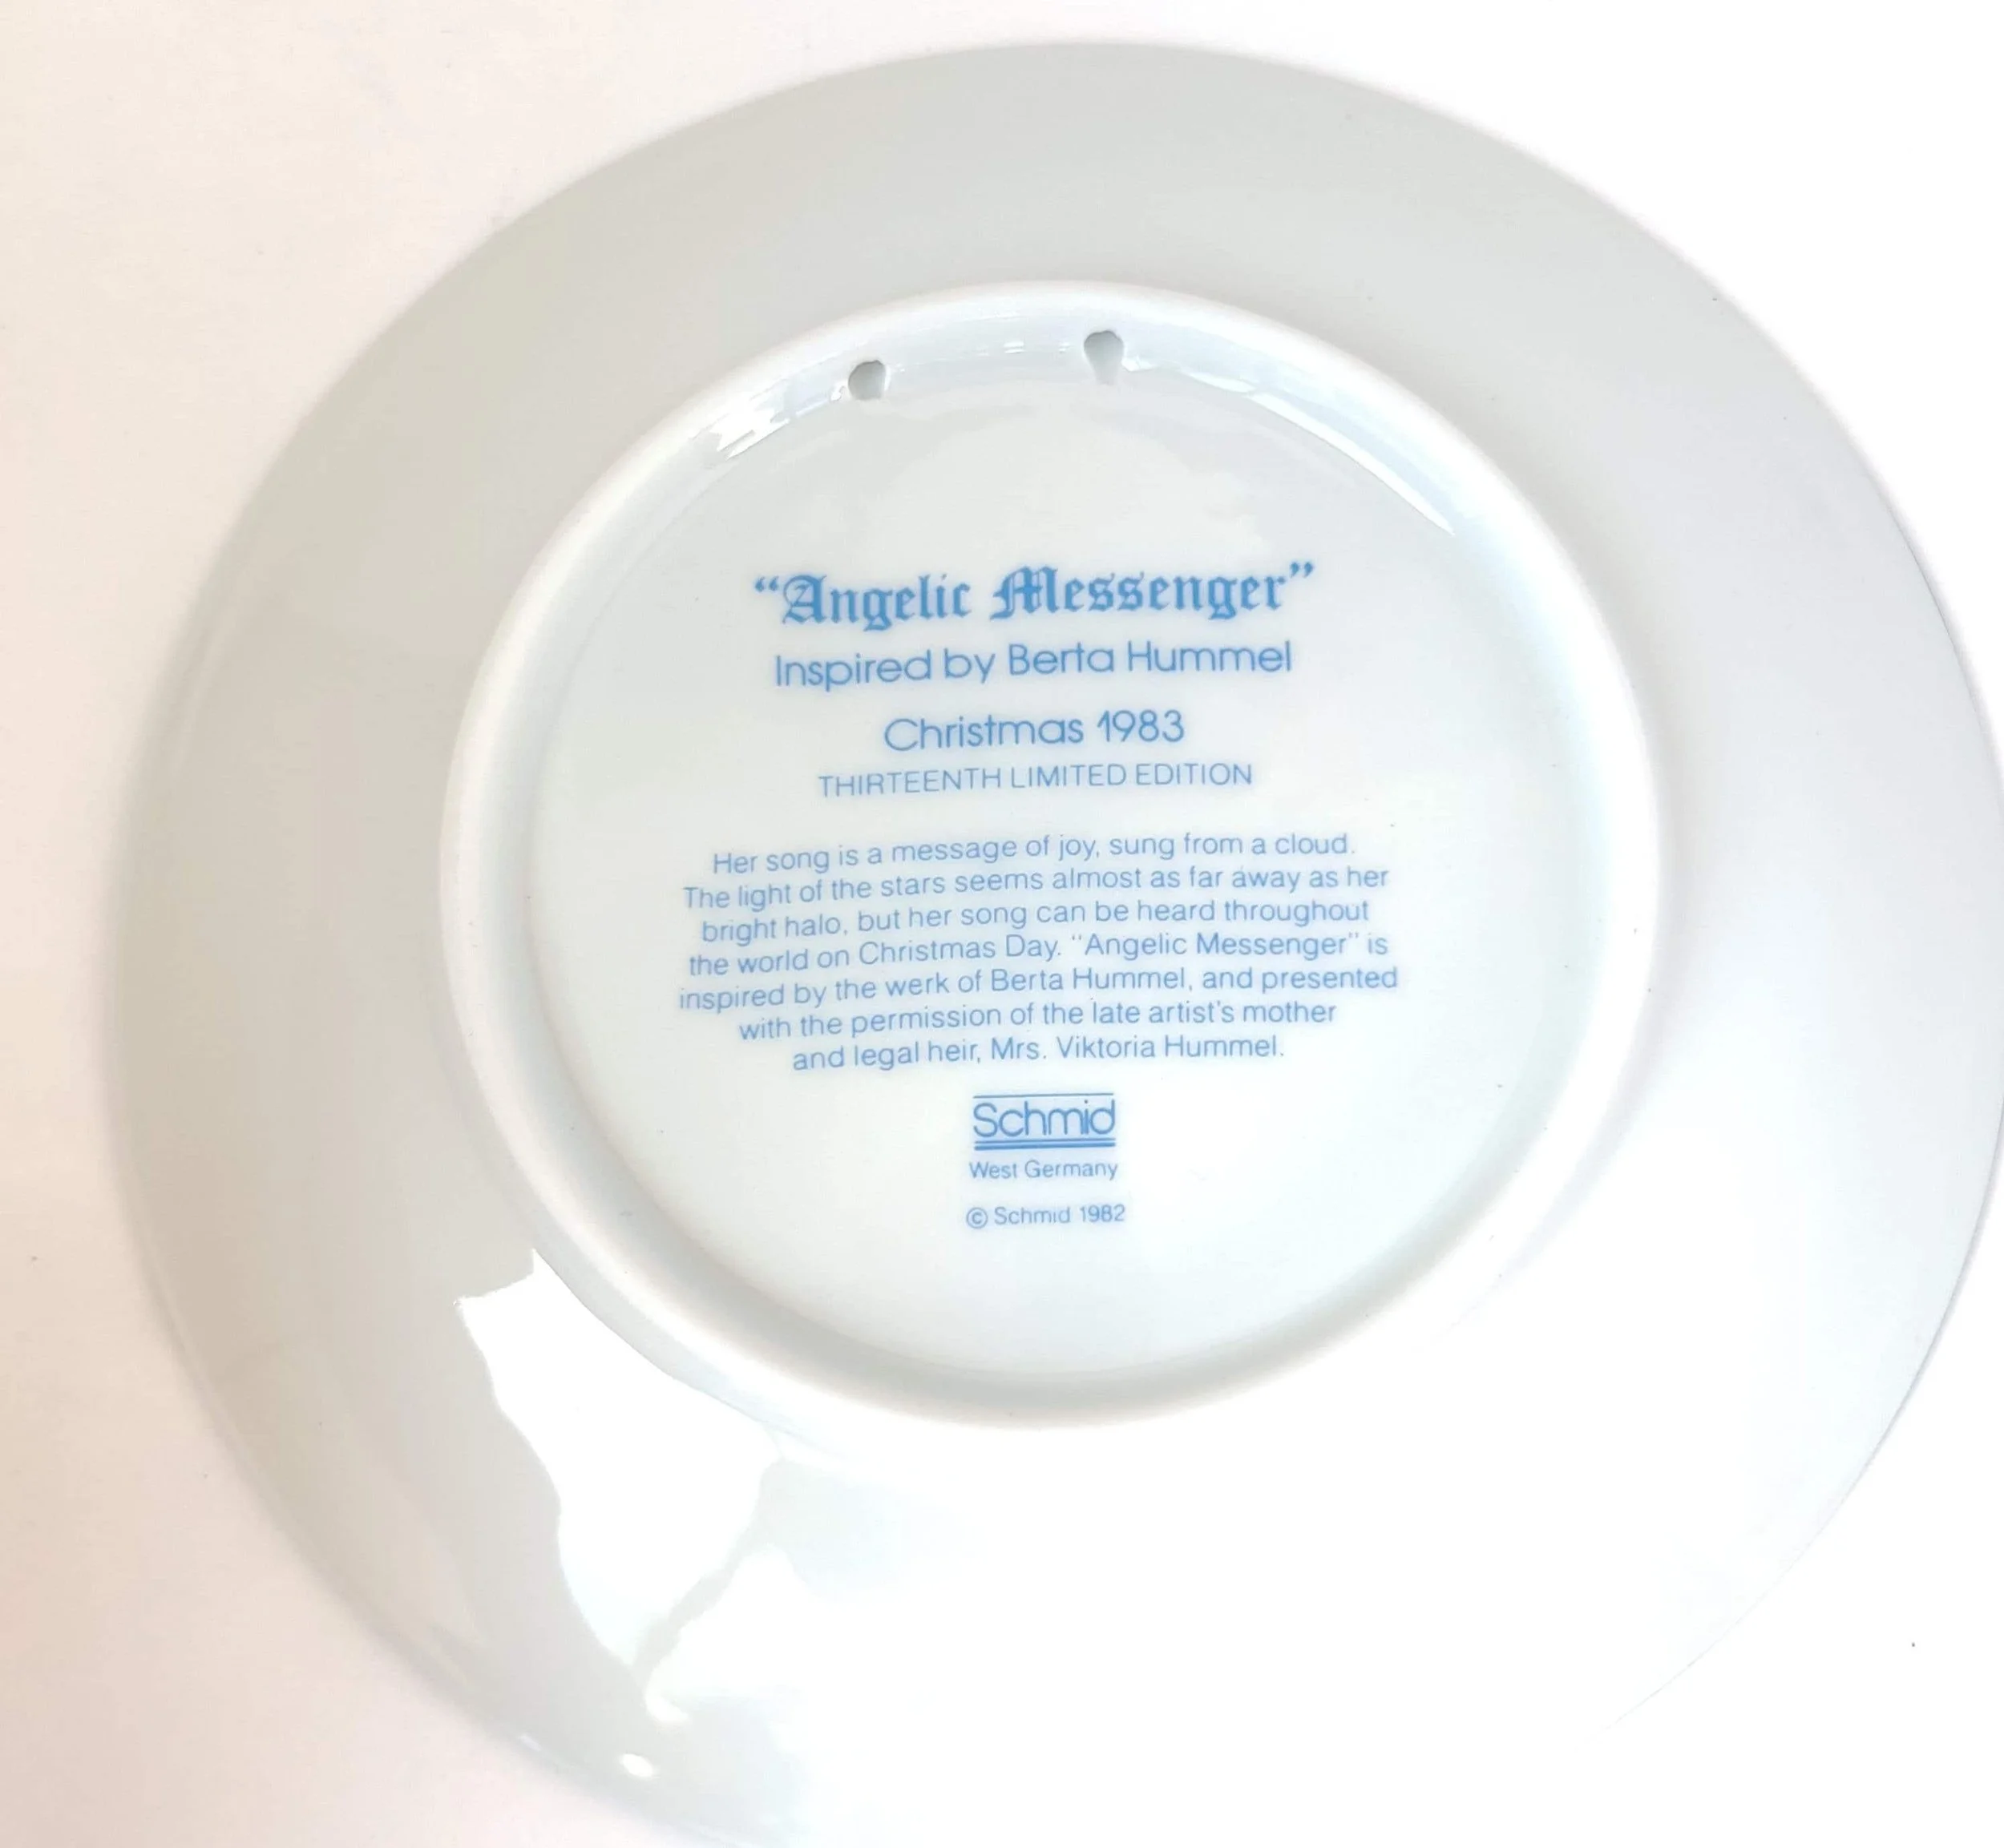 “Angelic Messenger”
Inspired by Berta Hummel
Christmas 1983
THIRTEENTH LIMITED EDITION
Her song is a message of joy, sung from a cloud.
The light of the stars seems almost as far away as her
bright halo, but her song can be heard throughout
the world on Christmas Day. “Angelic Messenger” is
inspired by the werk of Berta Hummel, and presented
with the permission of the late artist's mother
and legal heir, Mrs. Viktoria Hummel.
Schmid
West Germany
© Schmid 1982